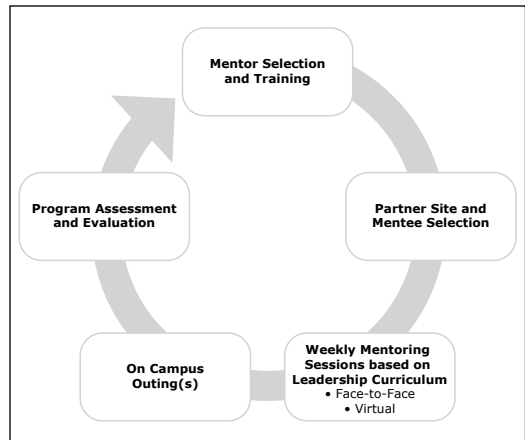 Mentor Selection
and Training
Partner Site and
Mentee Selection
Weekly Mentoring
Sessions based on
Leadership Curriculum
• Face-to-Face
• Virtual
On Campus
Outing(s)
Program Assessment
and Evaluation